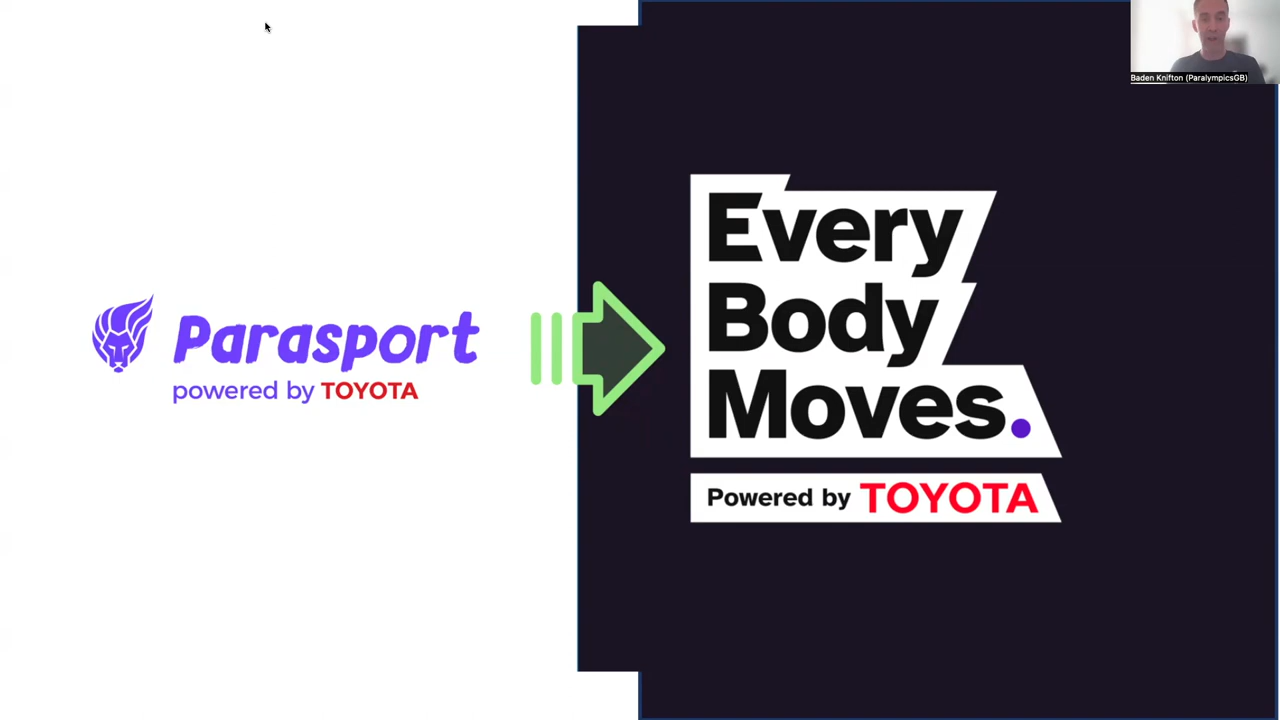 Baden Knifton (ParalympicsGB)
Parasport
powered by TOYOTA
Every
Body
Moves.
Powered by TOYOTA